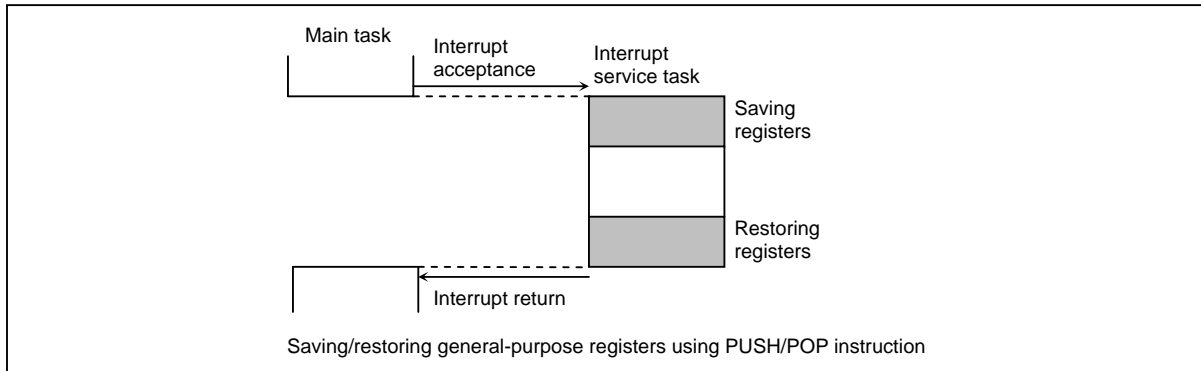 Main task
Interrupt
acceptance
Interrupt
service task
Saving
registers
Restoring
registers
Interrupt return
Saving/restoring general-purpose registers using PUSH/POP instruction